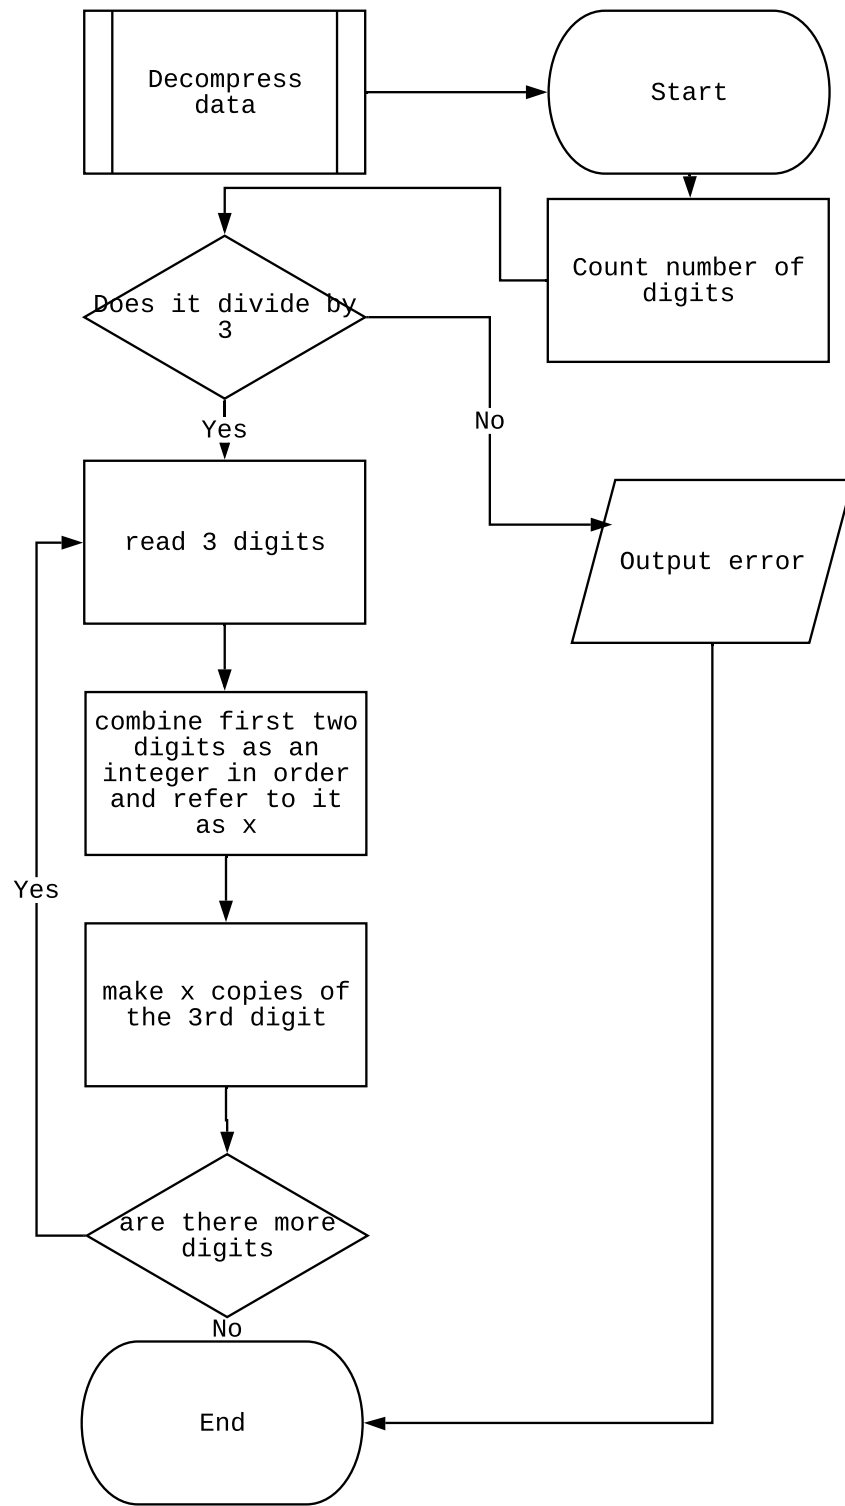 Decompress
data
Start
Count number of
digits
Does it divide by
3
Yes
No
read 3 digits
Output error
combine first two
digits as an
integer in order
and refer to it
as x
Yes
make x copies of
the 3rd digit
are there more
digits
No
End